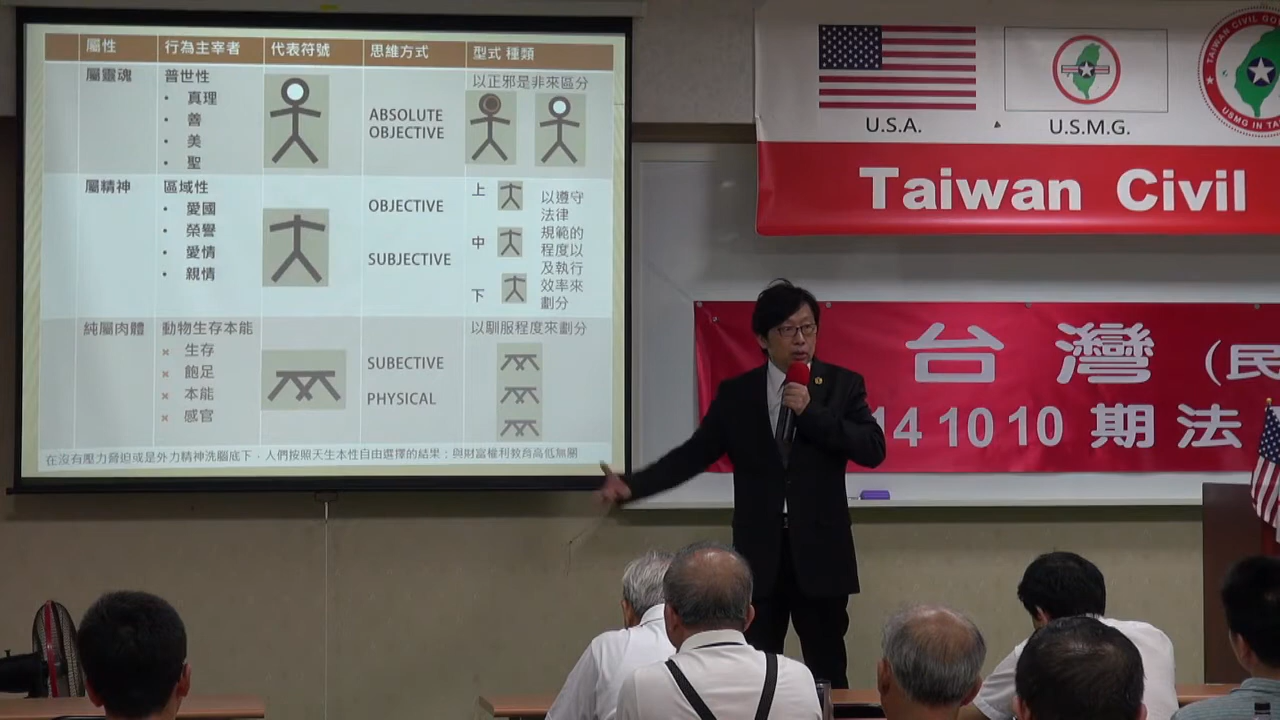 屬性 行為主宰者 代表符號 思維方式 型式 種類
屬靈魂 普世性 以正邪是非來區分
• 真理
• 善
• 美
• 聖
ABSOLUTE
OBJECTIVE
屬精神 區域性
• 愛國
• 榮譽
• 愛情
• 親情
OBJECTIVE
SUBJECTIVE
上
中
下
以遵守
法律
規範的
程度以
及執行
效率來
劃分
純屬肉體 動物生存本能 以馴服程度來劃分
× 生存
× 飽足
× 本能
× 感官
SUBECTIVE
PHYSICAL
在沒有壓力脅迫或是外力精神洗腦底下，人們按照天生本性自由選擇的結果；與財富權利教育高低無關
U.S.A.
U.S.M.G.
TAIWAN CIVIL
USMG IN
Taiwan Civil
台灣（民
14 10 10 期法